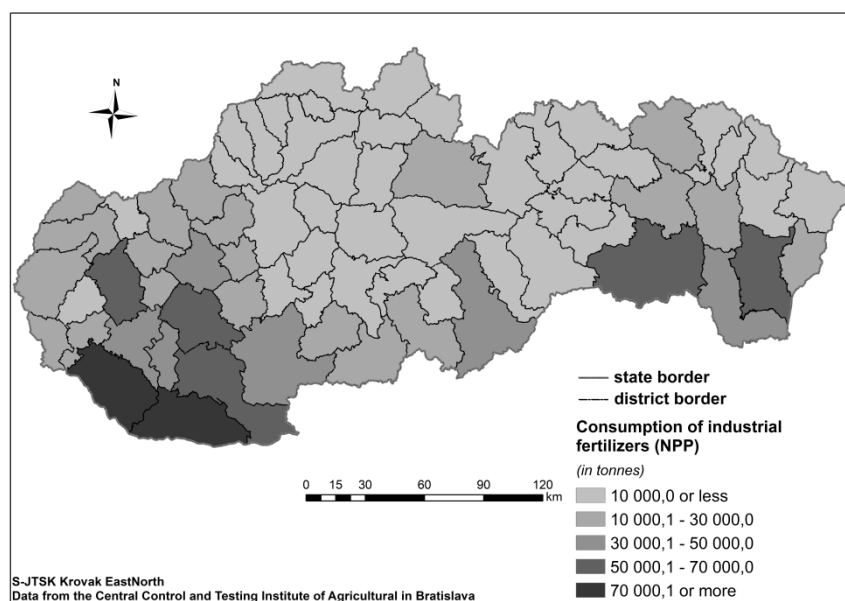 N
state border
district border
Consumption of industrial
fertilizers (NPP)
(in tonnes)
10 000,0 or less
10 000,1 - 30 000,0
30 000,1 - 50 000,0
50 000,1 - 70 000,0
70 000,1 or more
0 15 30 60 90 120
km
S-JTSK Krovak EastNorth
Data from the Central Control and Testing Institute of Agricultural in Bratislava